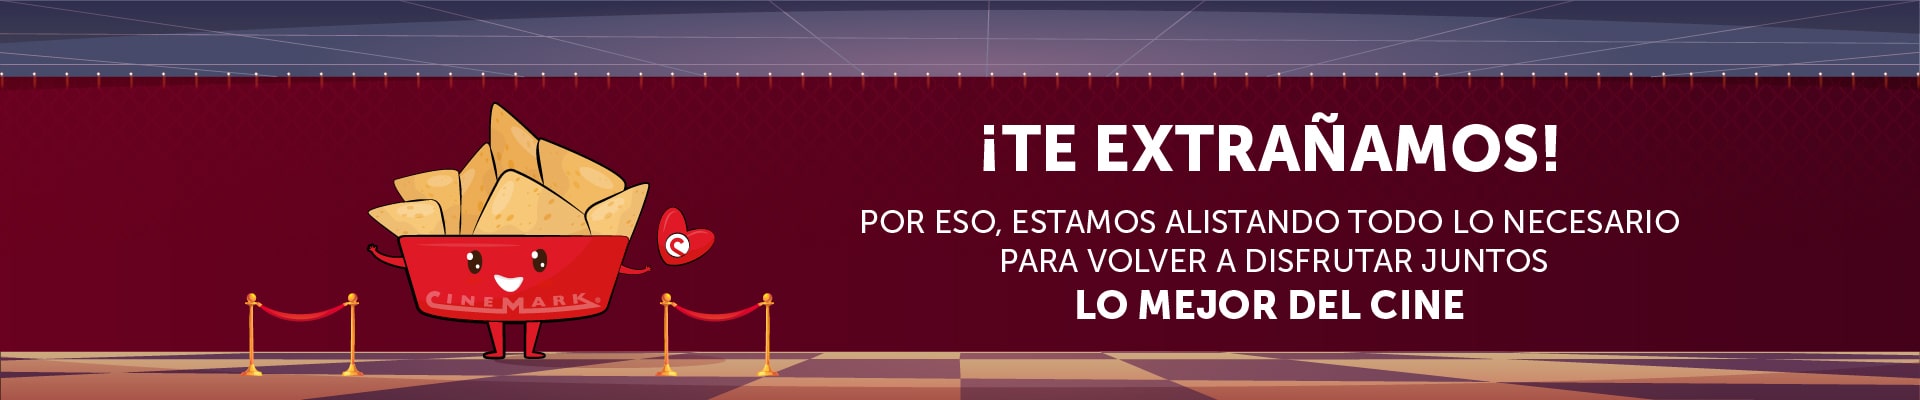 ¡TE EXTRAÑAMOS!
POR ESO, ESTAMOS ALISTANDO TODO LO NECESARIO
PARA VOLVER A DISFRUTAR JUNTOS
LO MEJOR DEL CINE
CINEMARK®